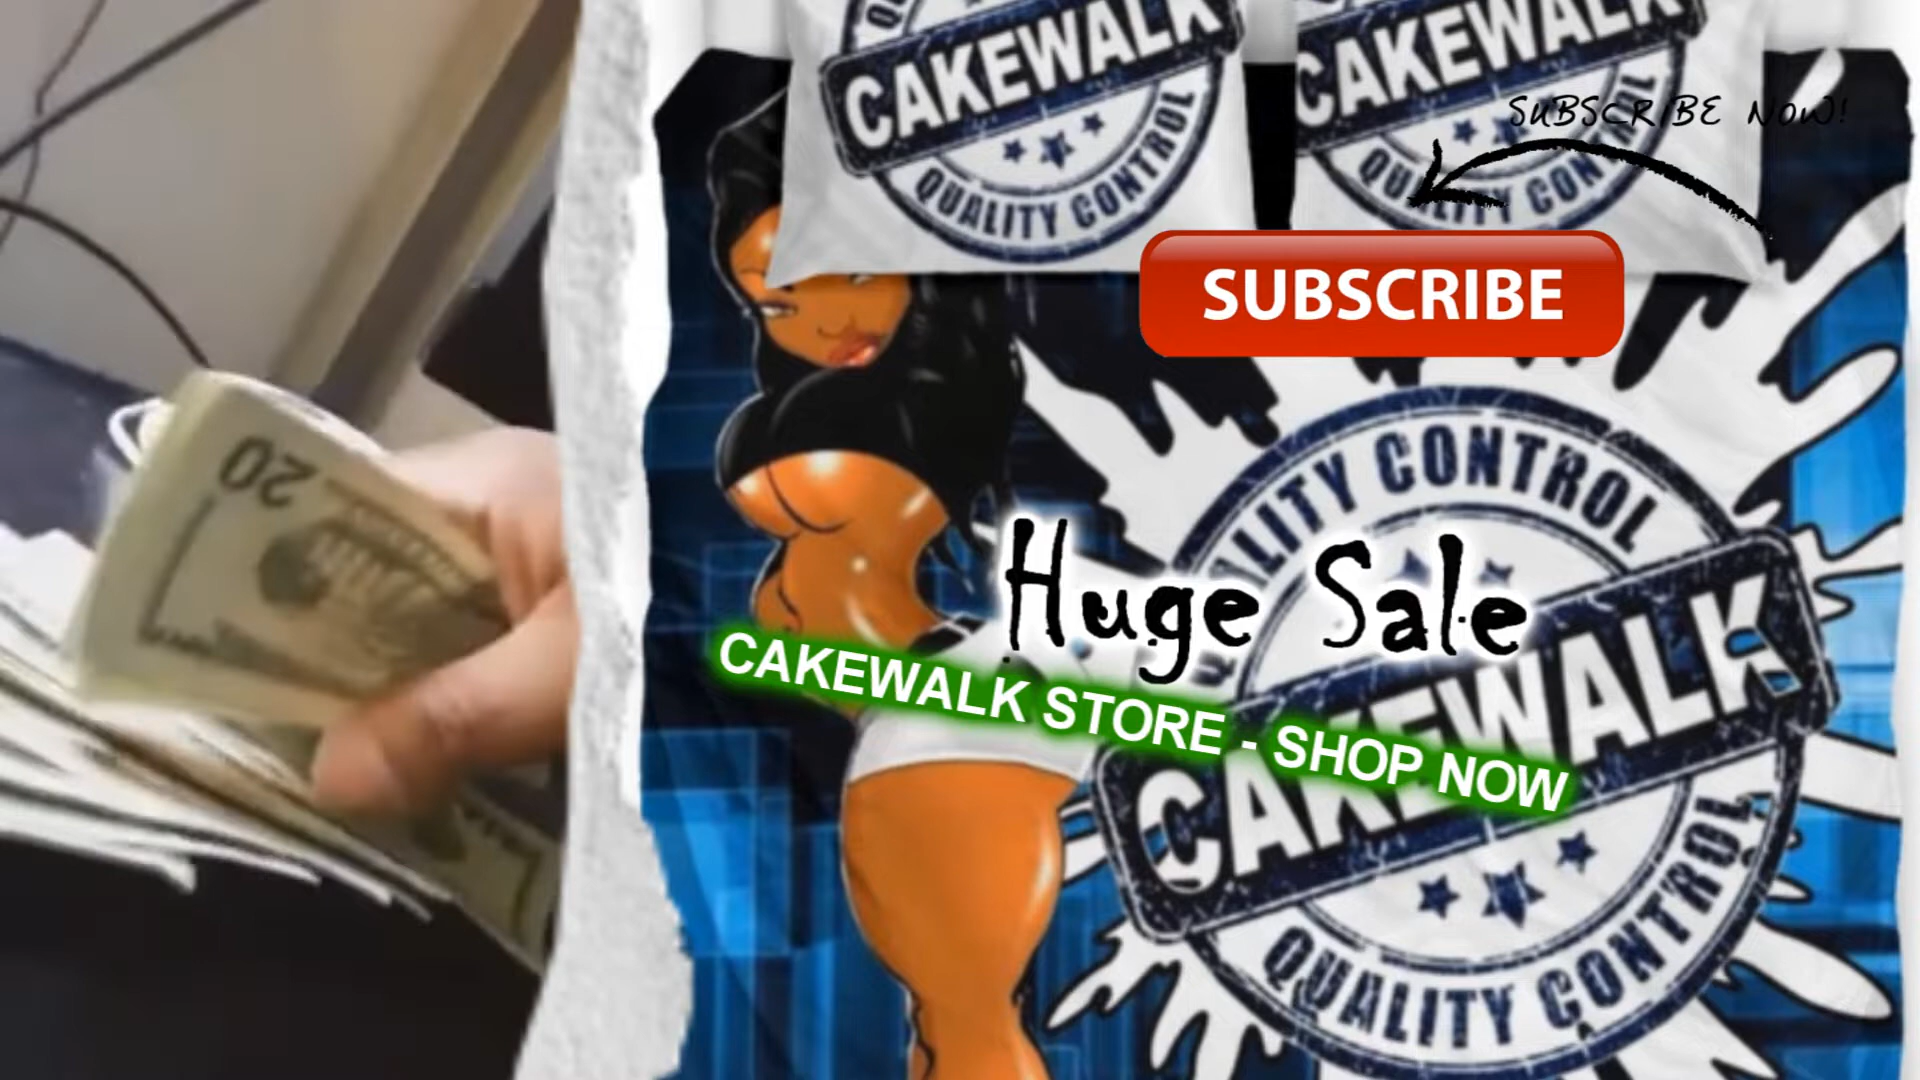 CAKEWALK
QUALITY CONTROL
CAKEWALK
QUALITY CONTROL
SUBSCRIBE NOW!
SUBSCRIBE
20
QUALITY CONTROL
Huge Sale
CAKEWALK STORE - SHOP NOW
CAKEWALK
QUALITY CONTROL